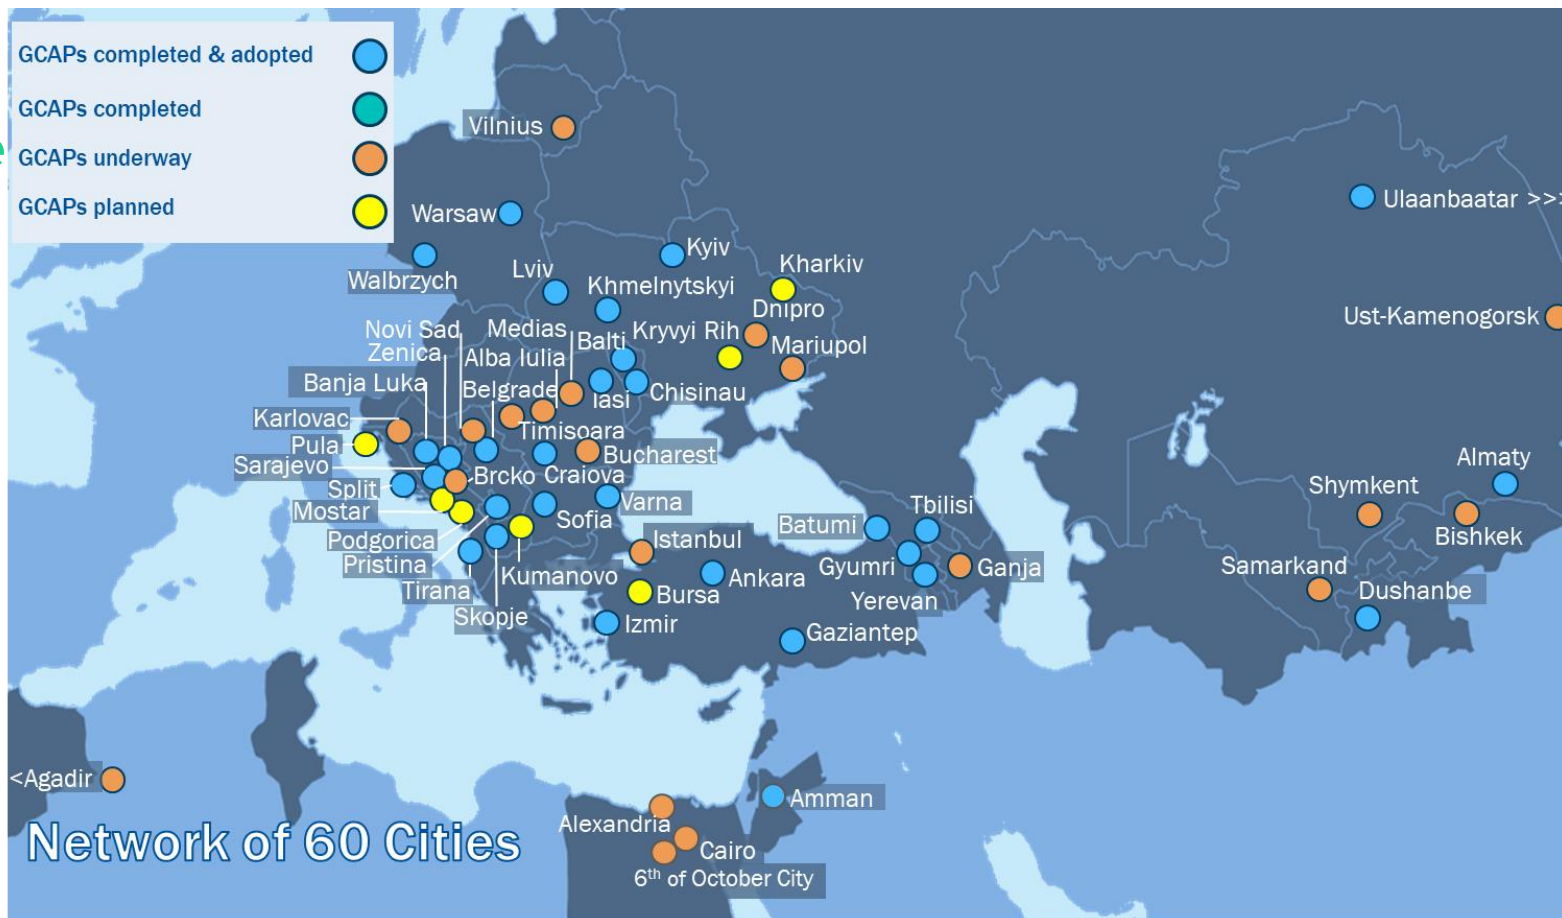 GCAPs completed & adopted
GCAPs completed
e
GCAPs underway
GCAPs planned
Vilnius
Ulaanbaatar >>>
Warsaw
Kyiv
Kharkiv
Lviv
Walbrzych
Khmelnytskyi
Dnipro
Ust-Kamenogorsk
Novi Sad
Medias
Kryvyi Rih
Balti
Mariupol
Zenica
Alba Iulia
Banja Luka
Belgrade
Iasi
Chisinau
Karlovac
Timisoara
Pula
Bucharest
Almaty
Sarajevo
Brcko
Craiova
Split
Shymkent
Varna
Tbilisi
Mostar
Sofia
Batumi
Bishkek
Podgorica
Istanbul
Pristina
Gyumri
Ganja
Samarkand
Kumanovo
Ankara
Tirana
Bursa
Yerevan
Dushanbe
Skopje
Izmir
Gaziantep
<Agadir
Amman
Alexandria
Network of 60 Cities
Cairo
6th of October City